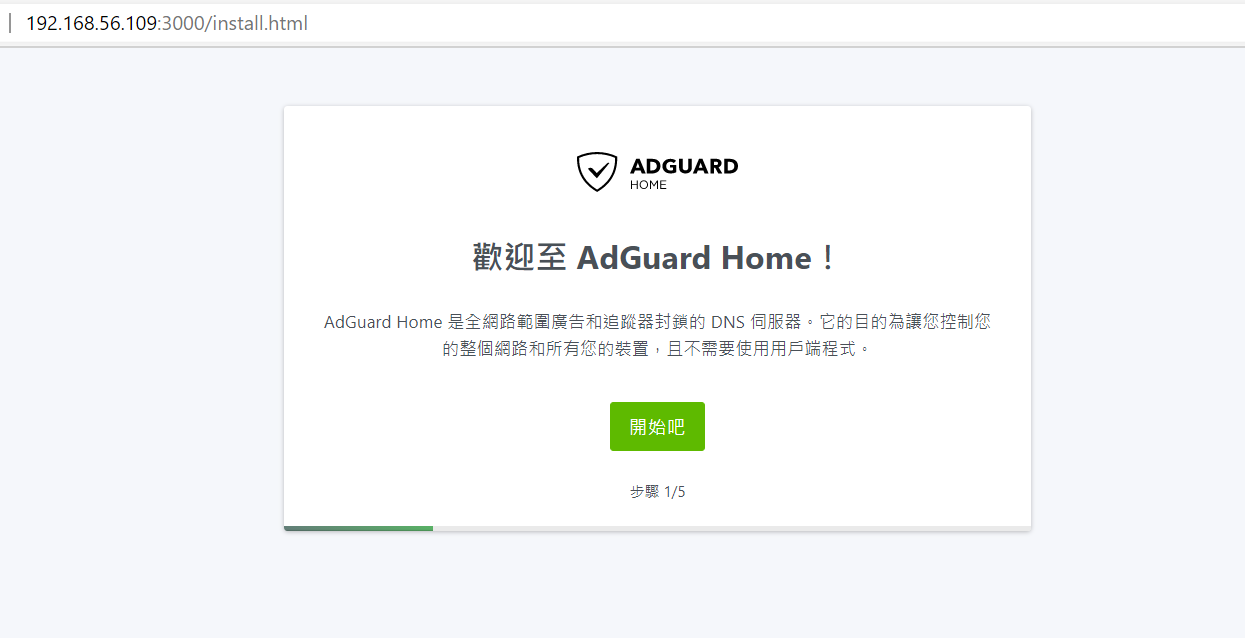 192.168.56.109:3000/install.html
ADGUARD
HOME
歡迎至 AdGuard Home！
AdGuard Home 是全網路範圍廣告和追蹤器封鎖的 DNS 伺服器。它的目的為讓您控制您
的整個網路和所有您的裝置，且不需要使用用戶端程式。
開始吧
步驟 1/5